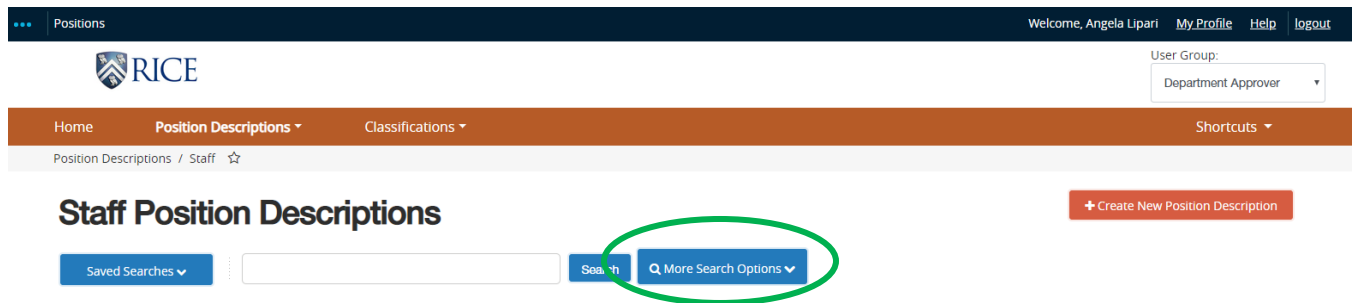 ••• Positions Welcome, Angela Lipari My Profile Help logout
RICE
User Group:
Department Approver
Home Position Descriptions Classifications Shortcuts
Position Descriptions / Staff
Staff Position Descriptions
+ Create New Position Description
Saved Searches Search More Search Options